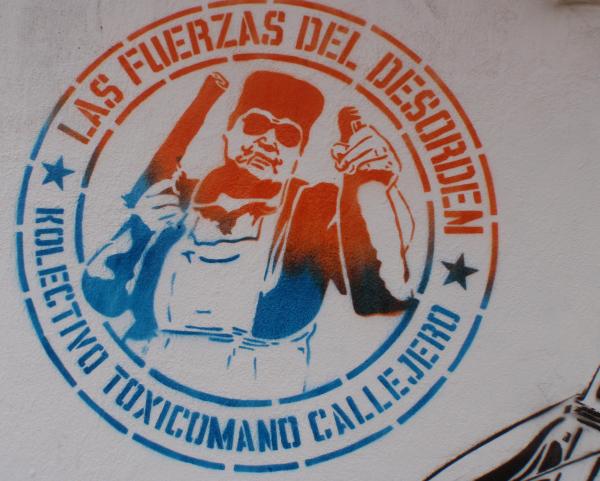 LAS FUERZAS DEL DESORDEN
KOLECTIVO TOXICOMANO CALLEJERO